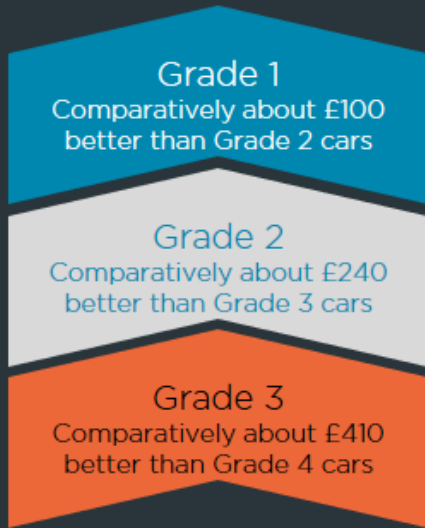 Grade 1
Comparatively about £100
better than Grade 2 cars
Grade 2
Comparatively about £240
better than Grade 3 cars
Grade 3
Comparatively about £410
better than Grade 4 cars